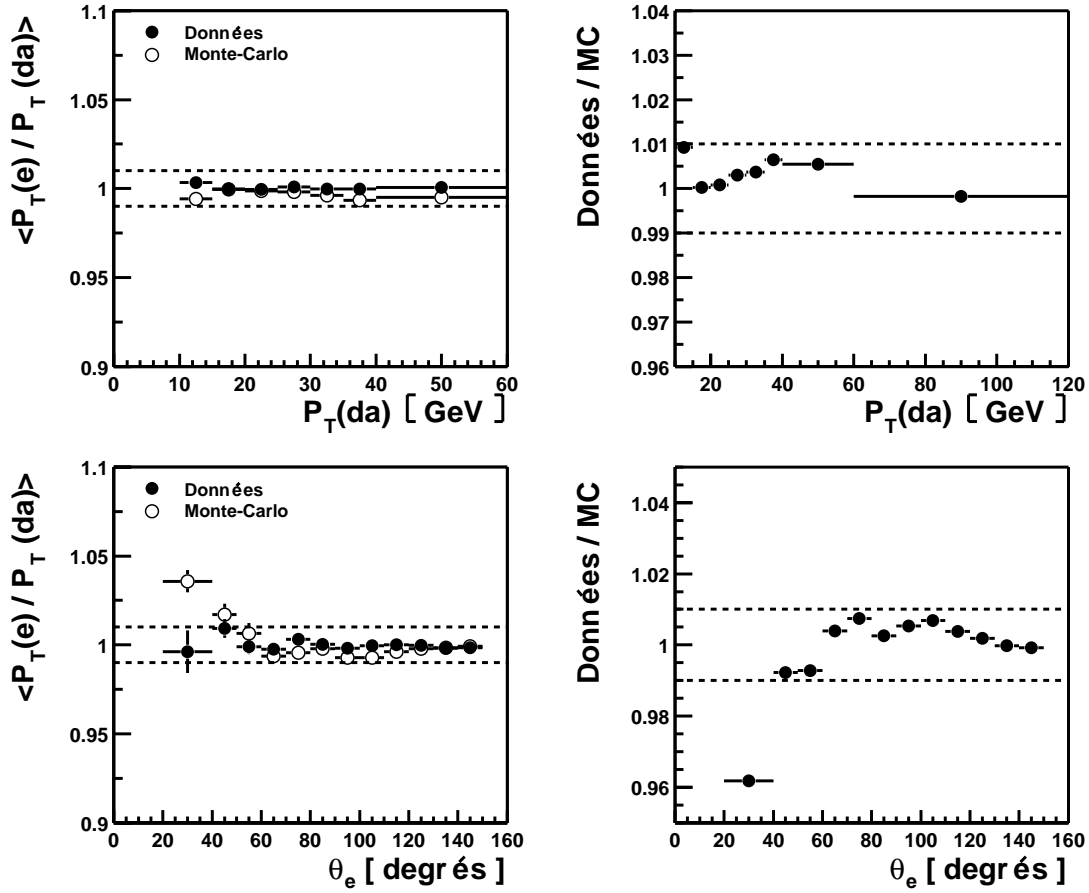 <P_T(e) / P_T (da)>
1.1
1.05
1
0.95
0.9
Données
Monte-Carlo
0 10 20 30 40 50 60
P_T(da) [ GeV ]
Données / MC
1.04
1.03
1.02
1.01
1.00
0.99
0.98
0.97
0.96
20 40 60 80 100 120
P_T(da) [ GeV ]
<P_T(e) / P_T (da)>
1.1
1.05
1
0.95
0.9
Données
Monte-Carlo
0 20 40 60 80 100 120 140 160
θ_e [ degrés ]
Données / MC
1.04
1.02
1.00
0.98
0.96
0 20 40 60 80 100 120 140 160
θ_e [ degrés ]